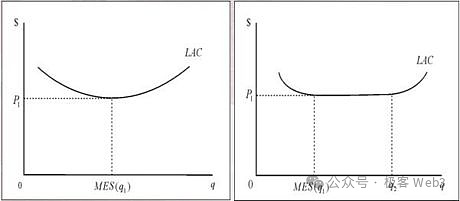 $
LAC
P₁
0
MES(q₁)
q
$
LAC
P₁
0
MES(q₁)
q₂
q
公众号 · 极客 Web3